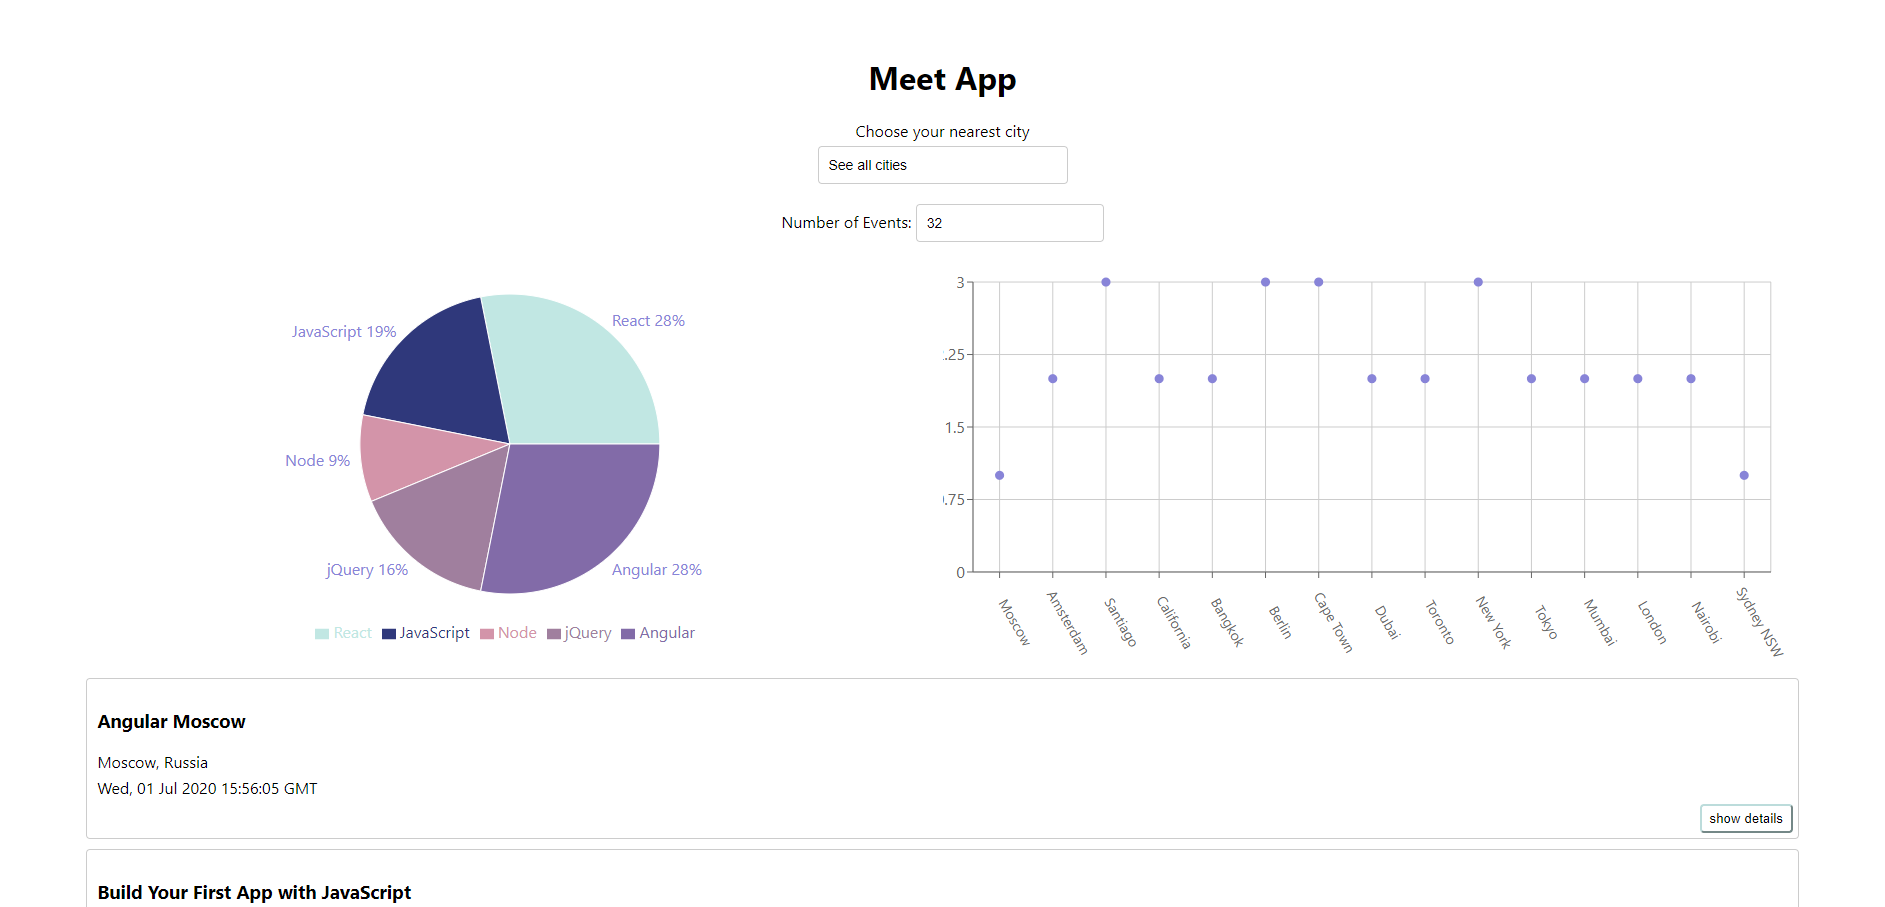 Meet App
Choose your nearest city
See all cities
Number of Events: 32
React 28%
JavaScript 19%
Node 9%
jQuery 16%
Angular 28%
React JavaScript Node jQuery Angular
3
.25
1.5
.75
0
Moscow
Amsterdam
Santiago
California
Bangkok
Berlin
Cape Town
Dubai
Toronto
New York
Tokyo
Mumbai
London
Nairobi
Sydney NSW
Angular Moscow
Moscow, Russia
Wed, 01 Jul 2020 15:56:05 GMT
show details
Build Your First App with JavaScript